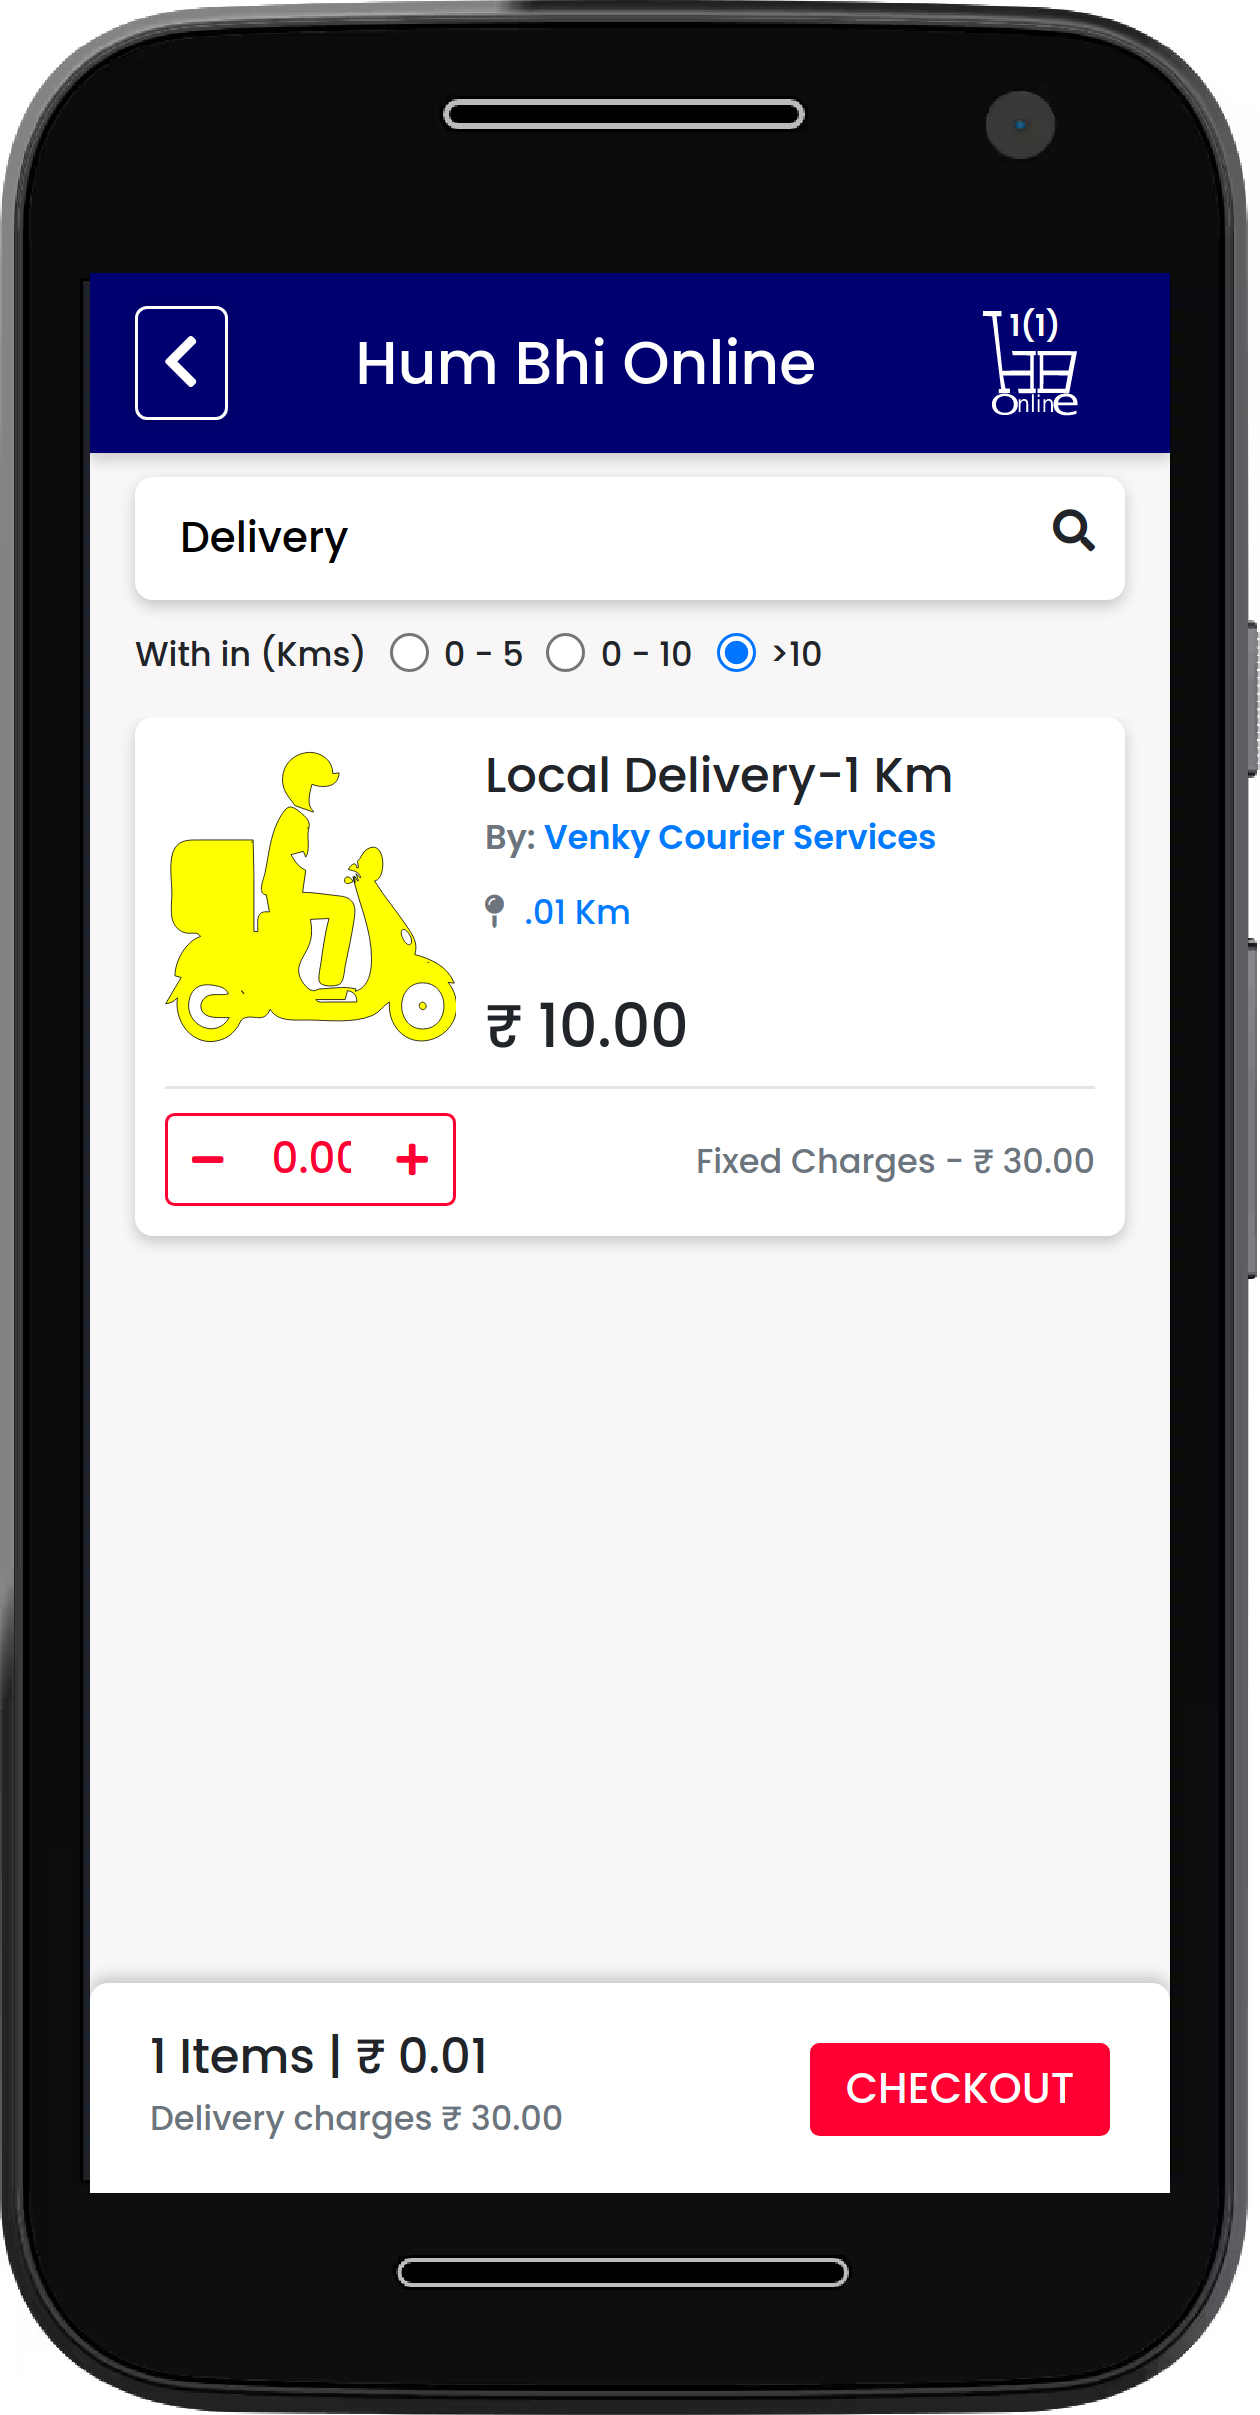 Hum Bhi Online
1(1)
Online
Delivery
With in (Kms) 0 - 5 0 - 10 >10
Local Delivery-1 Km
By: Venky Courier Services
.01 Km
₹ 10.00
0.00
Fixed Charges - ₹ 30.00
1 Items | ₹ 0.01
Delivery charges ₹ 30.00
CHECKOUT